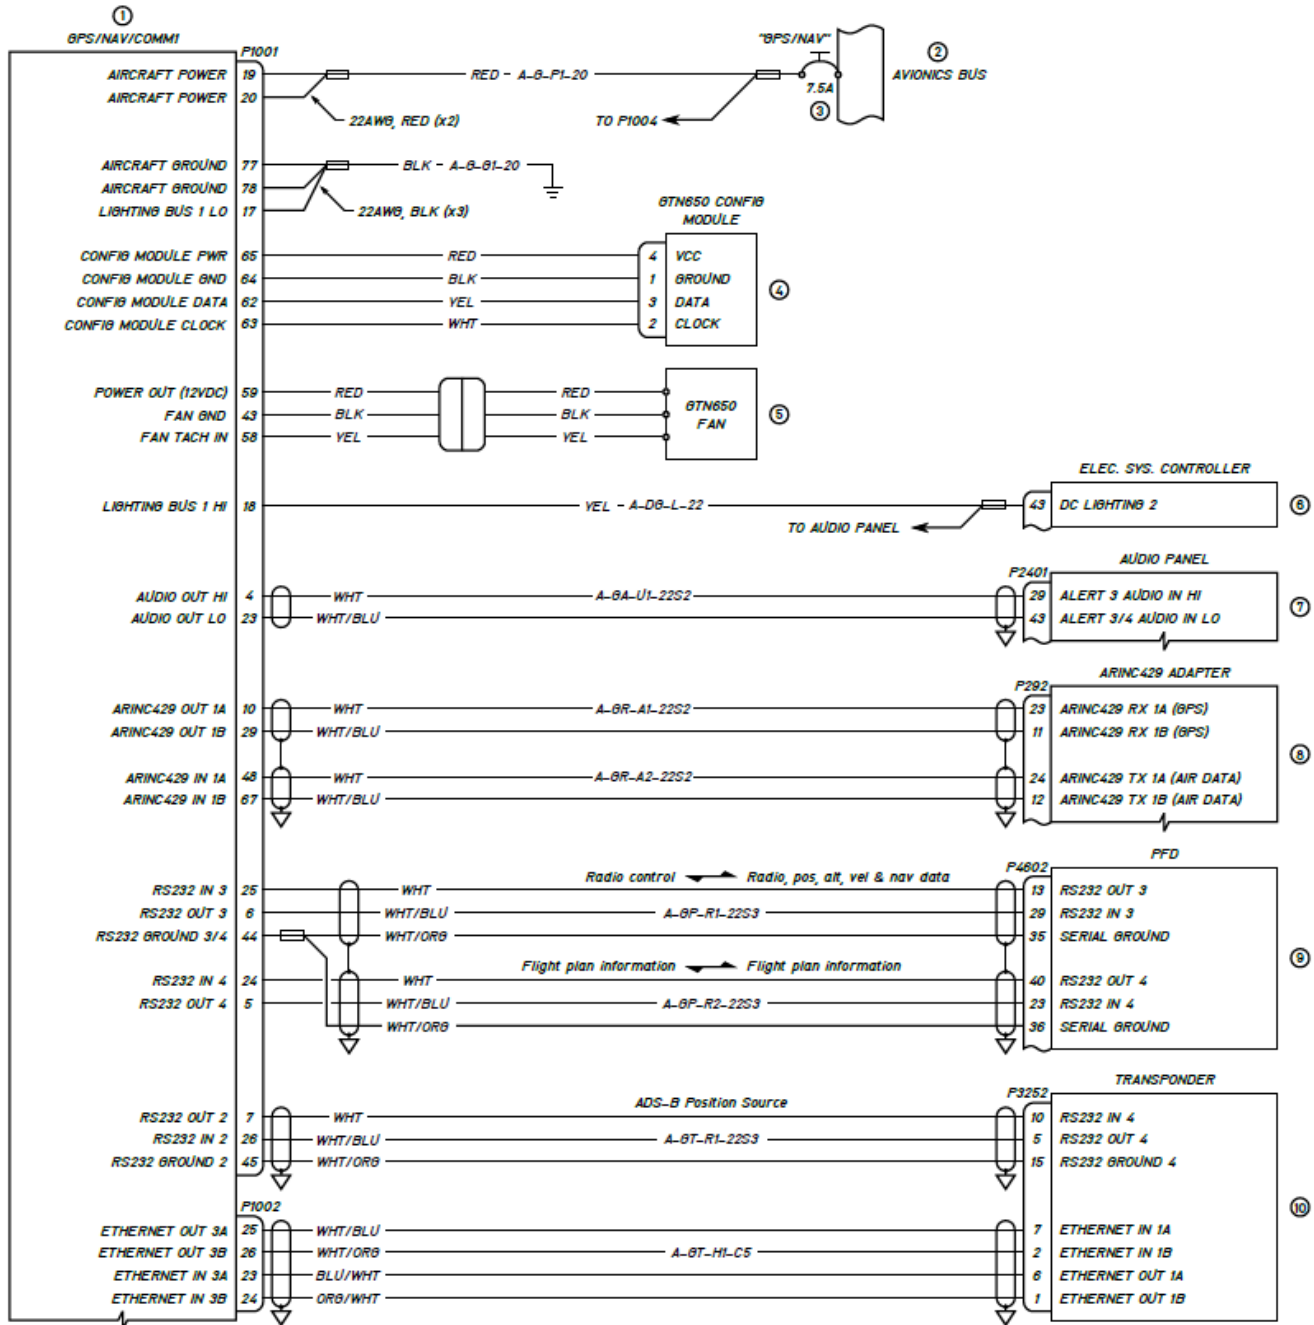 ①
GPS/NAV/COMM1
P1001
AIRCRAFT POWER 19 RED - A-G-P1-20 "GPS/NAV" ②
AIRCRAFT POWER 20 7.5A AVIONICS BUS
22AWG, RED (x2) TO P1004 ③
AIRCRAFT GROUND 77 BLK - A-G-G1-20
AIRCRAFT GROUND 78
LIGHTING BUS 1 LO 17 22AWG, BLK (x3)
GTN650 CONFIG
MODULE
CONFIG MODULE PWR 65 RED 4 VCC
CONFIG MODULE GND 64 BLK 1 GROUND
CONFIG MODULE DATA 62 YEL 3 DATA ④
CONFIG MODULE CLOCK 63 WHT 2 CLOCK
POWER OUT (12VDC) 59 RED RED
FAN GND 43 BLK BLK GTN650 ⑤
FAN TACH IN 58 YEL YEL FAN
ELEC. SYS. CONTROLLER
LIGHTING BUS 1 HI 18 YEL - A-DG-L-22 43 DC LIGHTING 2 ⑥
TO AUDIO PANEL
AUDIO PANEL
P2401
AUDIO OUT HI 4 WHT A-GA-U1-22S2 29 ALERT 3 AUDIO IN HI
AUDIO OUT LO 23 WHT/BLU 43 ALERT 3/4 AUDIO IN LO ⑦
ARINC429 ADAPTER
P292
ARINC429 OUT 1A 10 WHT A-GR-A1-22S2 23 ARINC429 RX 1A (GPS)
ARINC429 OUT 1B 29 WHT/BLU 11 ARINC429 RX 1B (GPS)
⑧
ARINC429 IN 1A 48 WHT A-GR-A2-22S2 24 ARINC429 TX 1A (AIR DATA)
ARINC429 IN 1B 67 WHT/BLU 12 ARINC429 TX 1B (AIR DATA)
PFD
P4602
Radio control Radio, pos, alt, vel & nav data
RS232 IN 3 25 WHT 13 RS232 OUT 3
RS232 OUT 3 6 WHT/BLU A-GP-R1-22S3 29 RS232 IN 3
RS232 GROUND 3/4 44 WHT/ORG 35 SERIAL GROUND
Flight plan information Flight plan information ⑨
RS232 IN 4 24 WHT 40 RS232 OUT 4
RS232 OUT 4 5 WHT/BLU A-GP-R2-22S3 23 RS232 IN 4
WHT/ORG 36 SERIAL GROUND
TRANSPONDER
P3252
ADS-B Position Source
RS232 OUT 2 7 WHT 10 RS232 IN 4
RS232 IN 2 26 WHT/BLU A-GT-R1-22S3 5 RS232 OUT 4
RS232 GROUND 2 45 WHT/ORG 15 RS232 GROUND 4
P1002 ⑩
ETHERNET OUT 3A 25 WHT/BLU 7 ETHERNET IN 1A
ETHERNET OUT 3B 26 WHT/ORG A-GT-H1-C5 2 ETHERNET IN 1B
ETHERNET IN 3A 23 BLU/WHT 6 ETHERNET OUT 1A
ETHERNET IN 3B 24 ORG/WHT 1 ETHERNET OUT 1B